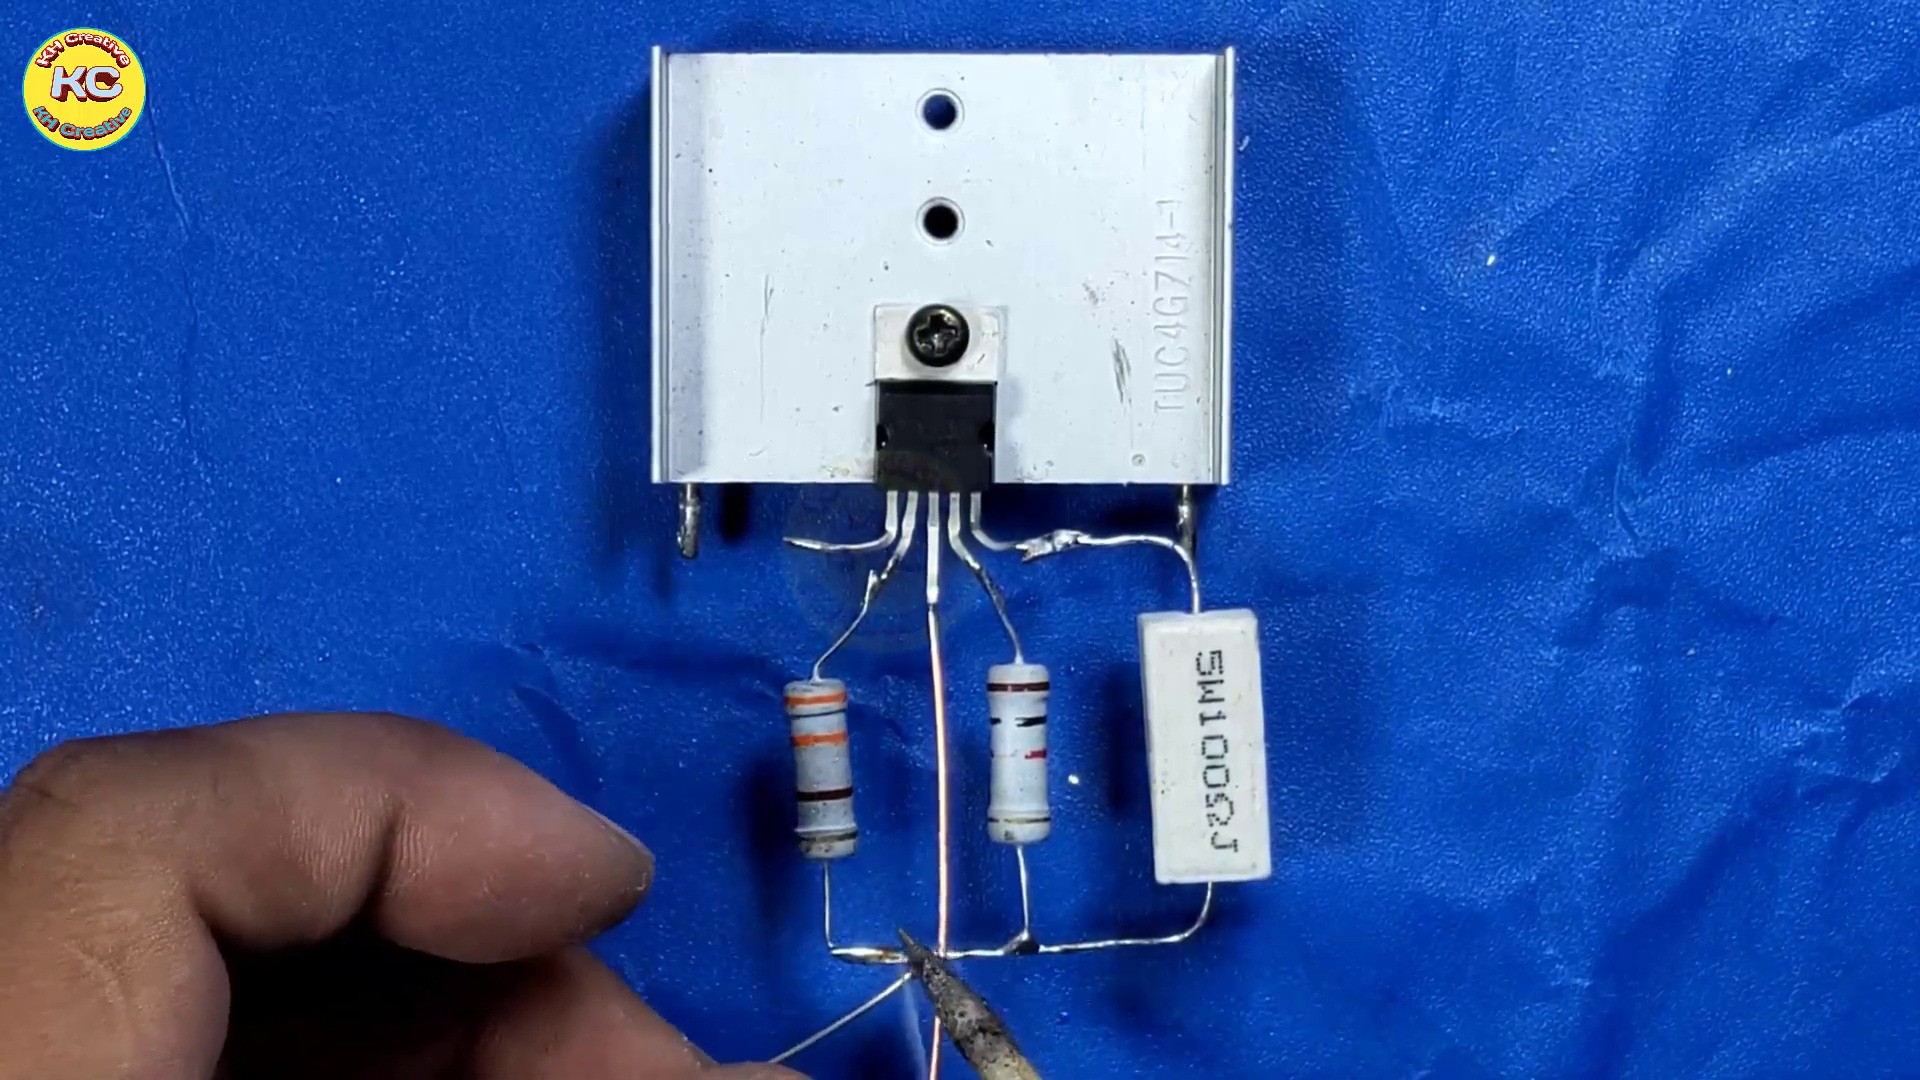 KH Creative
KC
KH Creative
TUC4G714-1
5W100ΩJ